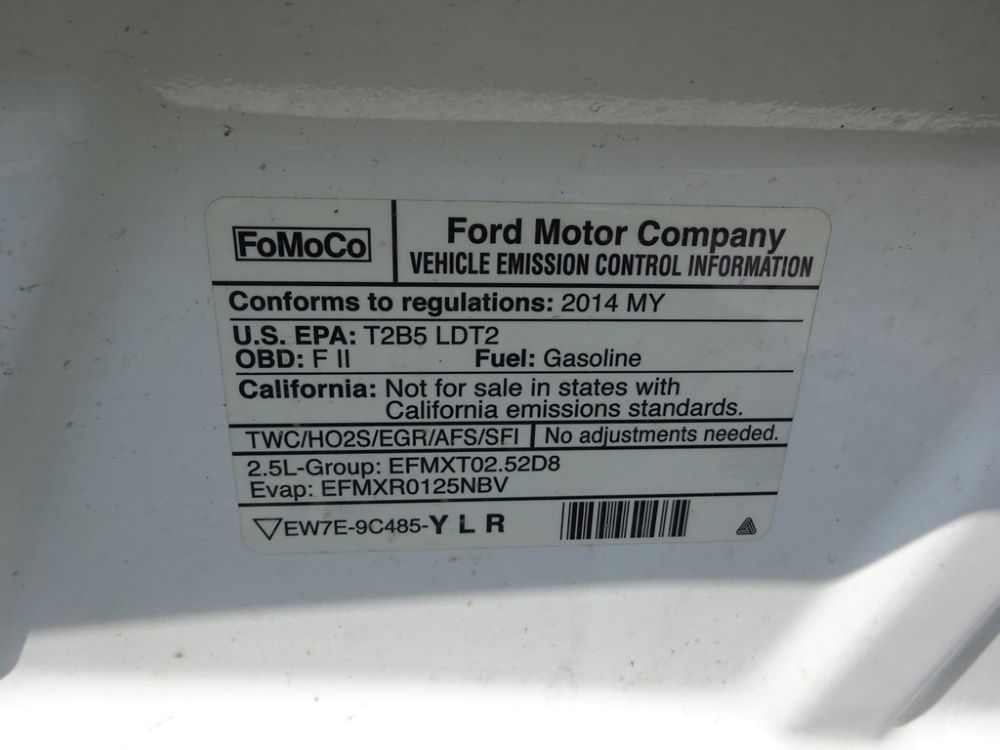 FoMoCo
Ford Motor Company
VEHICLE EMISSION CONTROL INFORMATION
Conforms to regulations: 2014 MY
U.S. EPA: T2B5 LDT2
OBD: F II Fuel: Gasoline
California: Not for sale in states with
California emissions standards.
TWC/HO2S/EGR/AFS/SFI No adjustments needed.
2.5L-Group: EFMXT02.52D8
Evap: EFMXR0125NBV
EW7E-9C485-Y L R